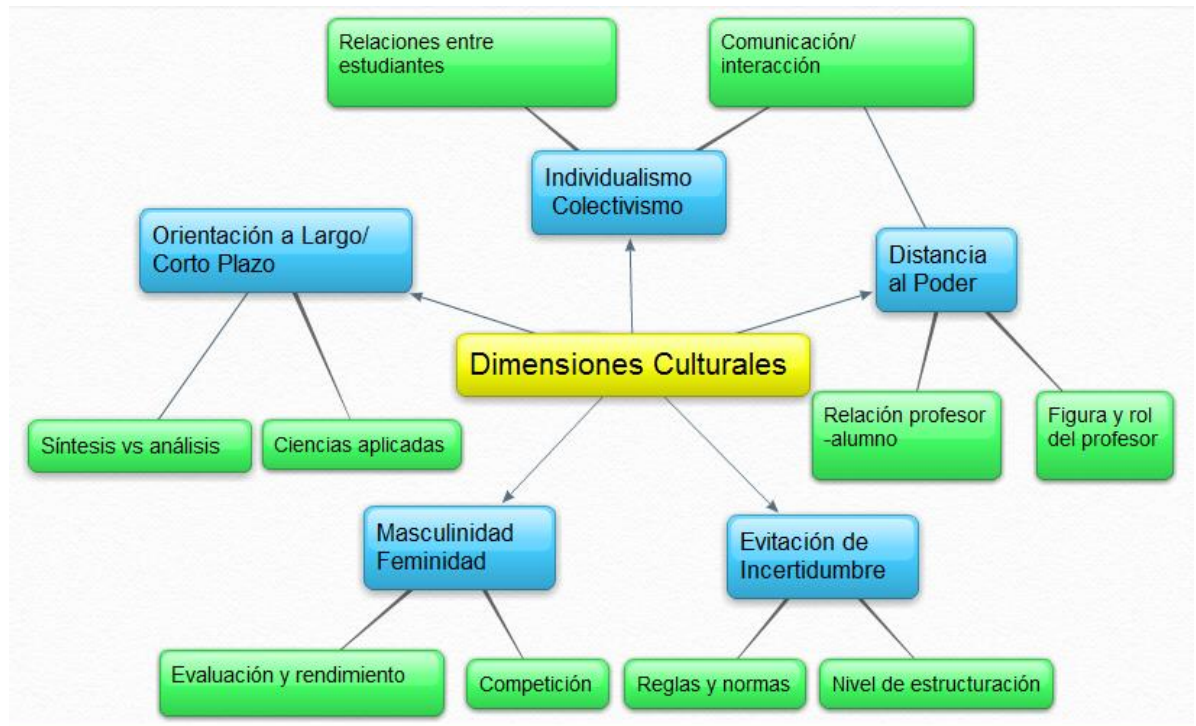 Relaciones entre
estudiantes
Comunicación/
interacción
Individualismo
Colectivismo
Orientación a Largo/
Corto Plazo
Distancia
al Poder
Dimensiones Culturales
Relación profesor
-alumno
Figura y rol
del profesor
Síntesis vs análisis
Ciencias aplicadas
Masculinidad
Feminidad
Evitación de
Incertidumbre
Evaluación y rendimiento
Competición
Reglas y normas
Nivel de estructuración